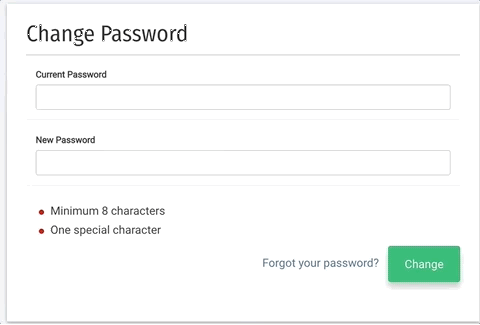 Change Password
Current Password
New Password
Minimum 8 characters
One special character
Forgot your password? Change